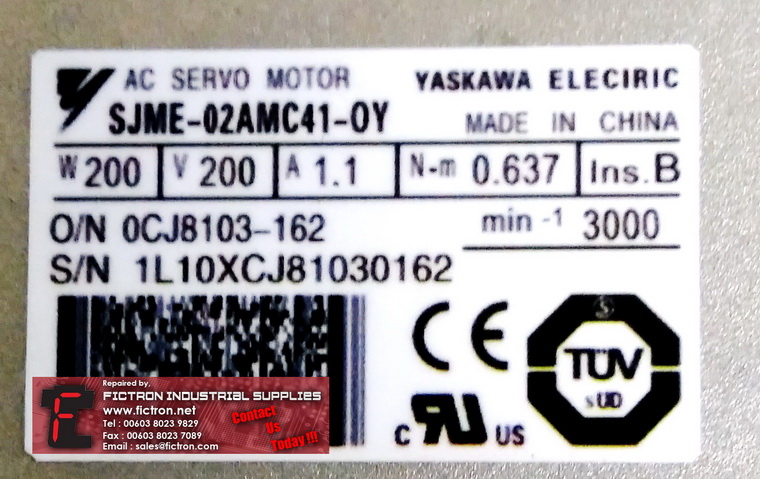 AC SERVO MOTOR YASKAWA ELECIRIC
SJME-02AMC41-OY MADE IN CHINA
W 200 V 200 A 1.1 N-m 0.637 Ins. B
O/N 0CJ8103-162 min -1 3000
S/N 1L10XCJ81030162
CE
TÜV
SUD
c RU US
Repaired by,
FICTRON INDUSTRIAL SUPPLIES
www.fictron.net
Tel : 00603 8023 9829
Fax : 00603 8023 7089
Email : sales@fictron.com
Contact
Us
Today !!!